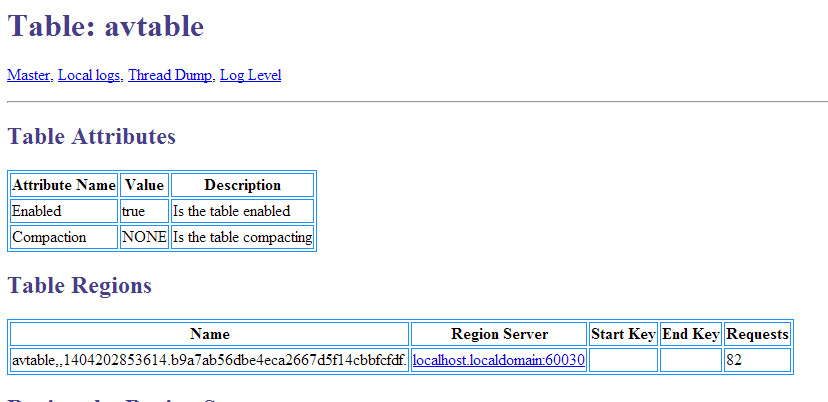 Table: avtable
Master, Local logs, Thread Dump, Log Level
Table Attributes
Attribute Name Value Description
Enabled true Is the table enabled
Compaction NONE Is the table compacting
Table Regions
Name Region Server Start Key End Key Requests
avtable,,1404202853614.b9a7ab56dbe4eca2667d5f14cbbfcfdf. localhost.localdomain:60030 82